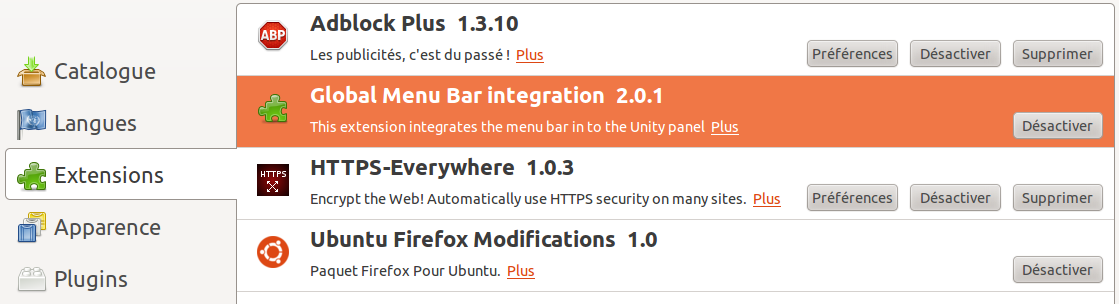 Catalogue
Langues
Extensions
Apparence
Plugins
ABP
Adblock Plus 1.3.10
Les publicités, c'est du passé ! Plus
Préférences Désactiver Supprimer
Global Menu Bar integration 2.0.1
This extension integrates the menu bar in to the Unity panel Plus
Désactiver
HTTPS
HTTPS-Everywhere 1.0.3
Encrypt the Web! Automatically use HTTPS security on many sites. Plus
Préférences Désactiver Supprimer
Ubuntu Firefox Modifications 1.0
Paquet Firefox Pour Ubuntu. Plus
Désactiver